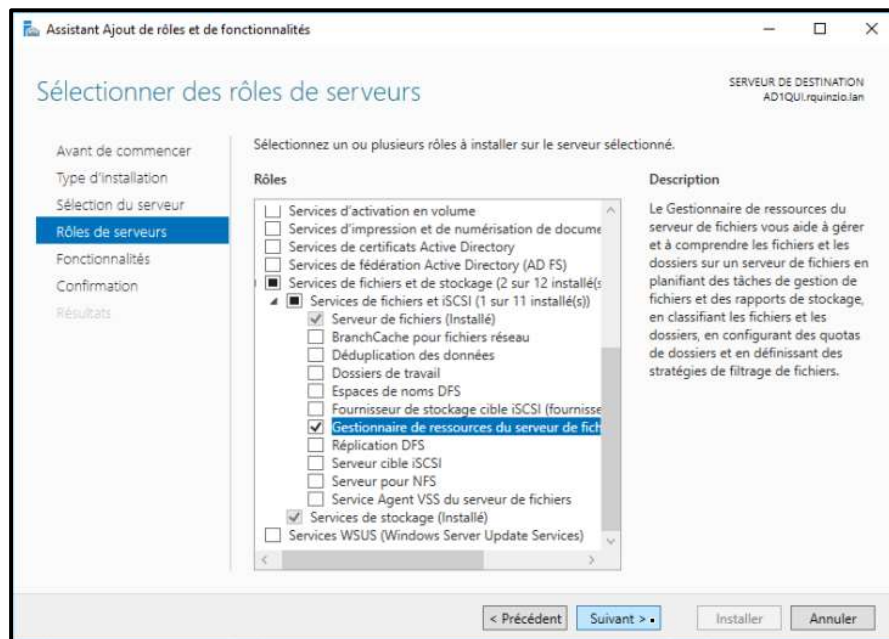 Assistant Ajout de rôles et de fonctionnalités
Sélectionner des rôles de serveurs
SERVEUR DE DESTINATION
AD1QUI.rquinzio.lan
Avant de commencer
Type d'installation
Sélection du serveur
Rôles de serveurs
Fonctionnalités
Confirmation
Résultats
Sélectionnez un ou plusieurs rôles à installer sur le serveur sélectionné.
Rôles
Services d'activation en volume
Services d'impression et de numérisation de docume
Services de certificats Active Directory
Services de fédération Active Directory (AD FS)
Services de fichiers et de stockage (2 sur 12 installé(s
Services de fichiers et iSCSI (1 sur 11 installé(s))
Serveur de fichiers (Installé)
BranchCache pour fichiers réseau
Déduplication des données
Dossiers de travail
Espaces de noms DFS
Fournisseur de stockage cible iSCSI (fournisse
Gestionnaire de ressources du serveur de fich
Réplication DFS
Serveur cible iSCSI
Serveur pour NFS
Service Agent VSS du serveur de fichiers
Services de stockage (Installé)
Services WSUS (Windows Server Update Services)
Description
Le Gestionnaire de ressources du
serveur de fichiers vous aide à gérer
et à comprendre les fichiers et les
dossiers sur un serveur de fichiers en
planifiant des tâches de gestion de
fichiers et des rapports de stockage,
en classifiant les fichiers et les
dossiers, en configurant des quotas
de dossiers et en définissant des
stratégies de filtrage de fichiers.
< Précédent
Suivant >
Installer
Annuler